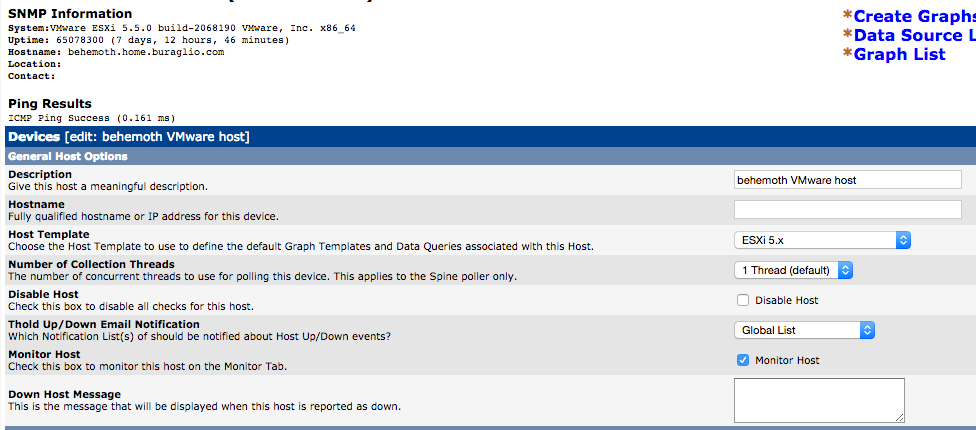 SNMP Information
System:VMware ESXi 5.5.0 build-2068190 VMware, Inc. x86_64
Uptime: 65078300 (7 days, 12 hours, 46 minutes)
Hostname: behemoth.home.buraglio.com
Location:
Contact:
*Create Graphs
*Data Source L
*Graph List
Ping Results
ICMP Ping Success (0.161 ms)
Devices [edit: behemoth VMware host]
General Host Options
Description
Give this host a meaningful description.
behemoth VMware host
Hostname
Fully qualified hostname or IP address for this device.
Host Template
Choose the Host Template to use to define the default Graph Templates and Data Queries associated with this Host.
ESXi 5.x
Number of Collection Threads
The number of concurrent threads to use for polling this device. This applies to the Spine poller only.
1 Thread (default)
Disable Host
Check this box to disable all checks for this host.
Disable Host
Thold Up/Down Email Notification
Which Notification List(s) of should be notified about Host Up/Down events?
Global List
Monitor Host
Check this box to monitor this host on the Monitor Tab.
Monitor Host
Down Host Message
This is the message that will be displayed when this host is reported as down.